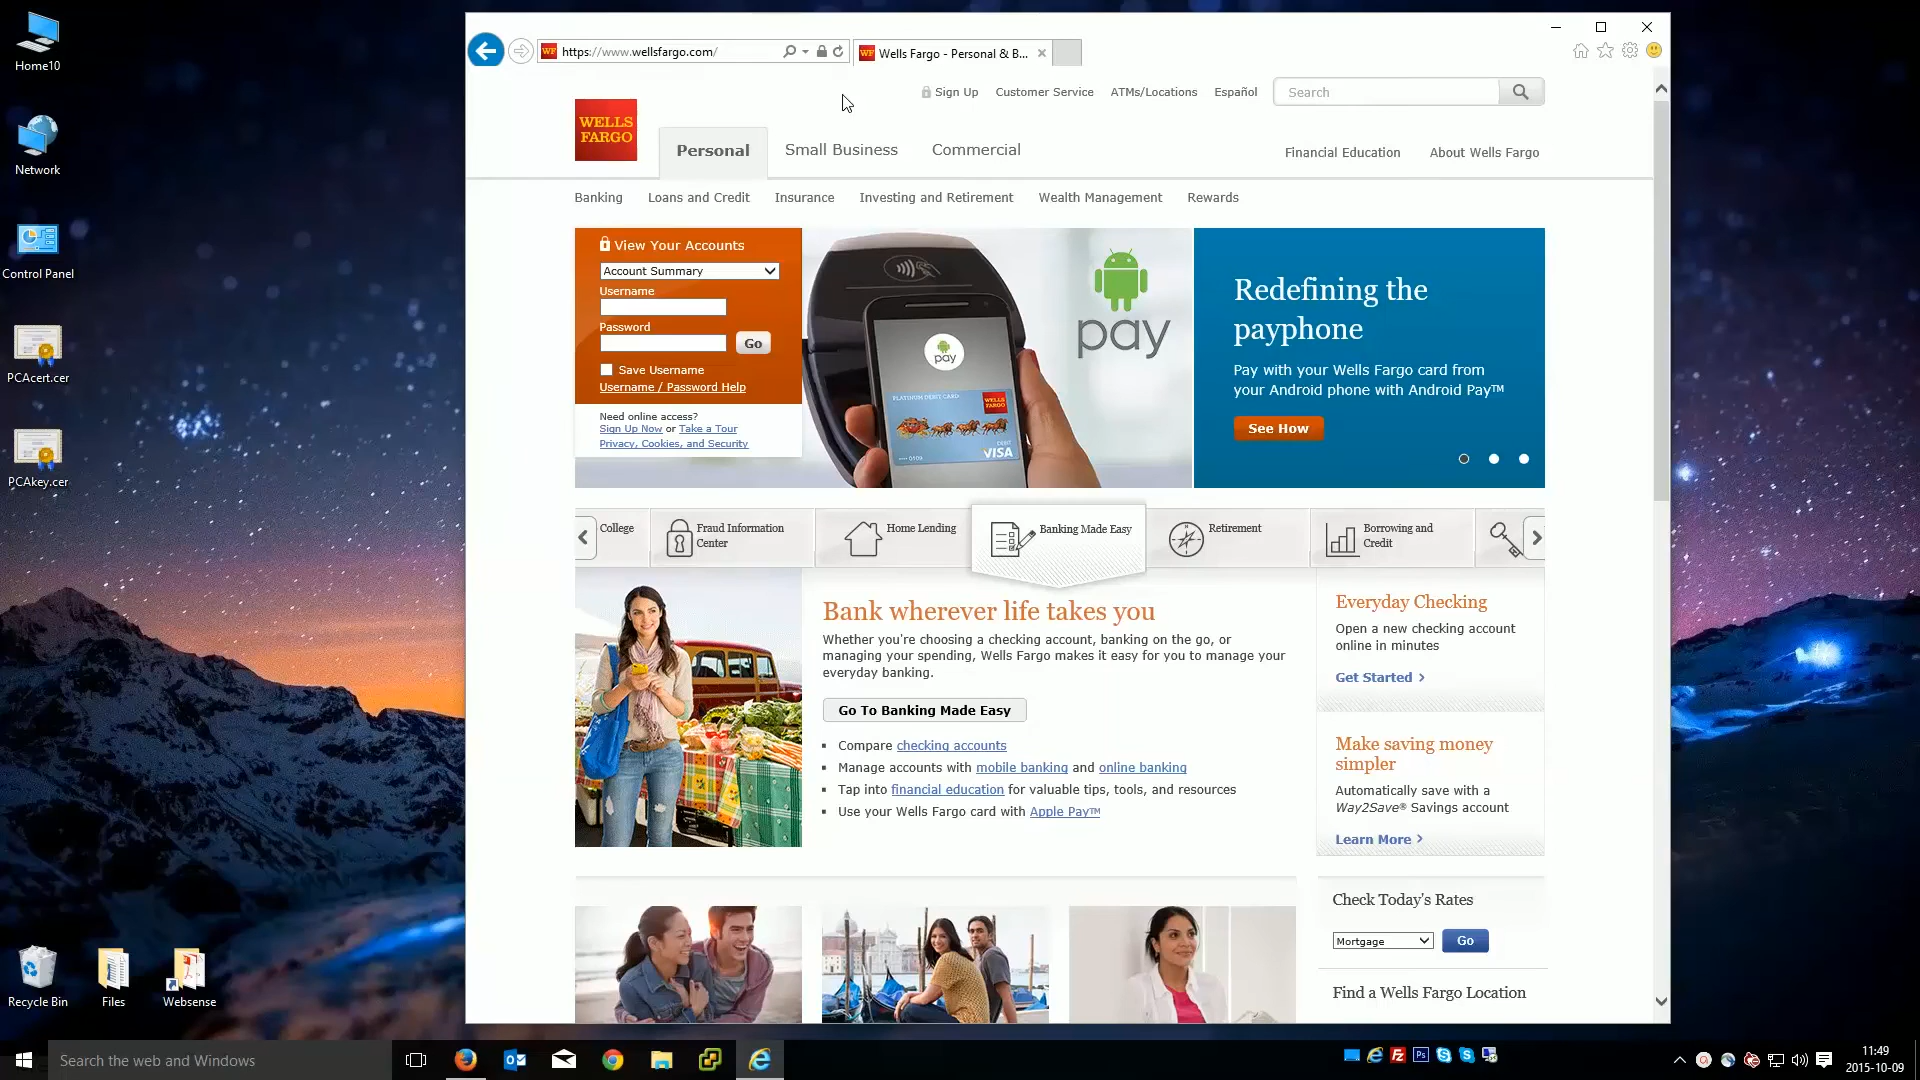 Home10
Network
Control Panel
PCAcert.cer
PCAkey.cer
Recycle Bin
Files
Websense
https://www.wellsfargo.com/
Wells Fargo - Personal & B...
Sign Up
Customer Service
ATMs/Locations
Español
Search
WELLS
FARGO
Personal
Small Business
Commercial
Financial Education
About Wells Fargo
Banking
Loans and Credit
Insurance
Investing and Retirement
Wealth Management
Rewards
View Your Accounts
Account Summary
Username
Password
Go
Save Username
Username / Password Help
Need online access?
Sign Up Now or Take a Tour
Privacy, Cookies, and Security
pay
PLATINUM DEBIT CARD
WELLS
FARGO
DEBIT
VISA
pay
Redefining the
payphone
Pay with your Wells Fargo card from
your Android phone with Android Pay™
See How
College
Fraud Information
Center
Home Lending
Banking Made Easy
Retirement
Borrowing and
Credit
Bank wherever life takes you
Whether you're choosing a checking account, banking on the go, or
managing your spending, Wells Fargo makes it easy for you to manage your
everyday banking.
Go To Banking Made Easy
Compare checking accounts
Manage accounts with mobile banking and online banking
Tap into financial education for valuable tips, tools, and resources
Use your Wells Fargo card with Apple Pay™
Everyday Checking
Open a new checking account
online in minutes
Get Started
Make saving money
simpler
Automatically save with a
Way2Save® Savings account
Learn More
Check Today's Rates
Mortgage
Go
Find a Wells Fargo Location
Search the web and Windows
11:49
2015-10-09